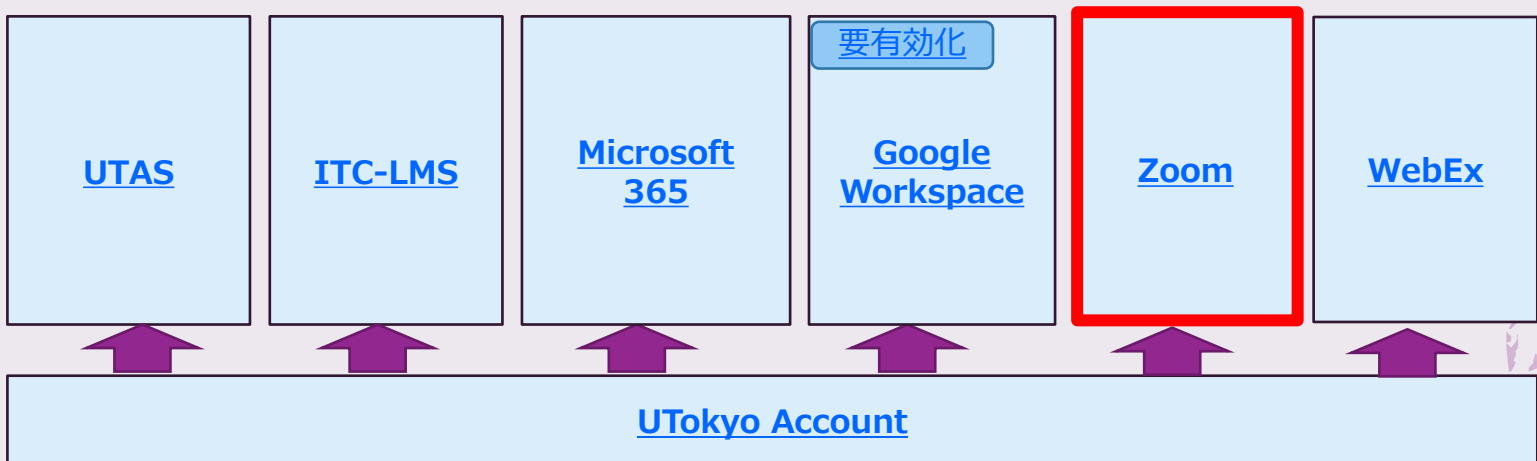 要有効化
UTAS
ITC-LMS
Microsoft
365
Google
Workspace
Zoom
WebEx
UTokyo Account